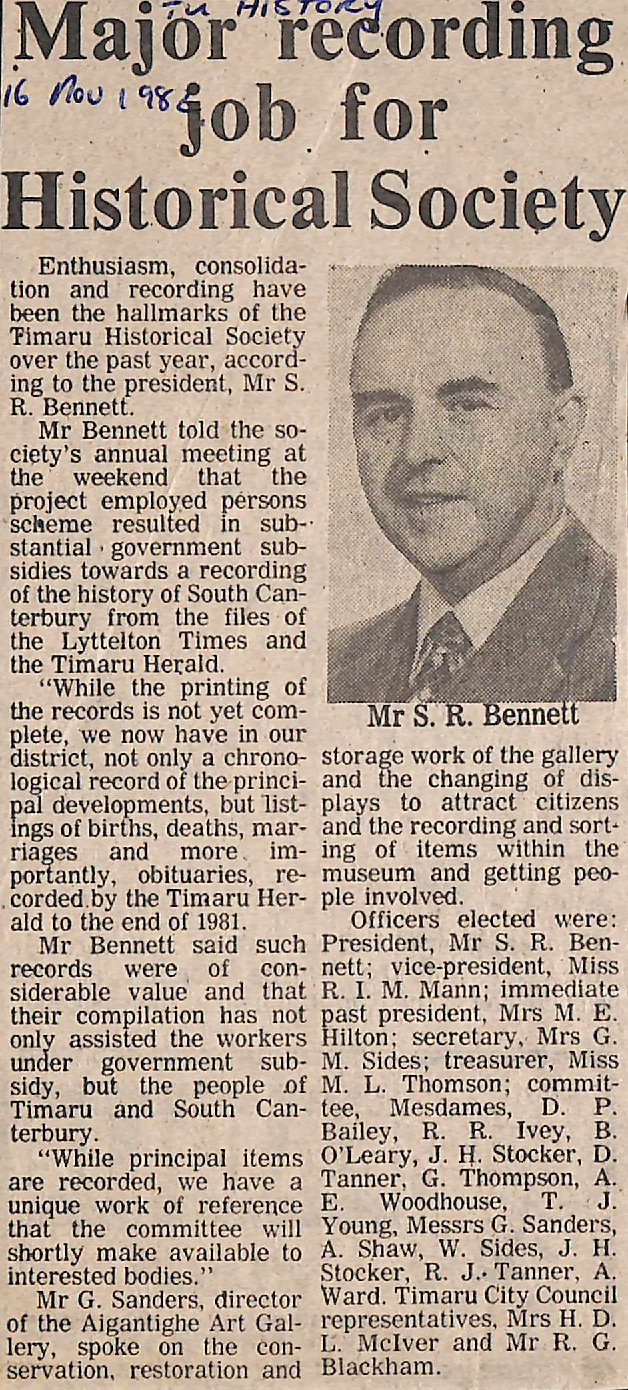 TU HISTORY
Major recording
16 Nov 198
job for
Historical Society
Enthusiasm, consolida-
tion and recording have
been the hallmarks of the
Timaru Historical Society
over the past year, accord-
ing to the president, Mr S.
R. Bennett.
Mr Bennett told the so-
ciety's annual meeting at
the weekend that the
project employed persons
scheme resulted in sub-
stantial government sub-
sidies towards a recording
of the history of South Can-
terbury from the files of
the Lyttelton Times and
the Timaru Herald.
"While the printing of
the records is not yet com-
plete, we now have in our
district, not only a chrono-
logical record of the princi-
pal developments, but list-
ings of births, deaths, mar-
riages and more im-
portantly, obituaries, re-
corded by the Timaru Her-
ald to the end of 1981.
Mr Bennett said such
records were of con-
siderable value and that
their compilation has not
only assisted the workers
under government sub-
sidy, but the people of
Timaru and South Can-
terbury.
"While principal items
are recorded, we have a
unique work of reference
that the committee will
shortly make available to
interested bodies."
Mr G. Sanders, director
of the Aigantighe Art Gal-
lery, spoke on the con-
servation, restoration and
Mr S. R. Bennett
storage work of the gallery
and the changing of dis-
plays to attract citizens
and the recording and sort-
ing of items within the
museum and getting peo-
ple involved.
Officers elected were:
President, Mr S. R. Ben-
nett; vice-president, Miss
R. I. M. Mann; immediate
past president, Mrs M. E.
Hilton; secretary, Mrs G.
M. Sides; treasurer, Miss
M. L. Thomson; commit-
tee, Mesdames, D. P.
Bailey, R. R. Ivey, B.
O'Leary, J. H. Stocker, D.
Tanner, G. Thompson, A.
E. Woodhouse, T. J.
Young, Messrs G. Sanders,
A. Shaw, W. Sides, J. H.
Stocker, R. J. Tanner, A.
Ward. Timaru City Council
representatives, Mrs H. D.
L. McIver and Mr R. G.
Blackham.